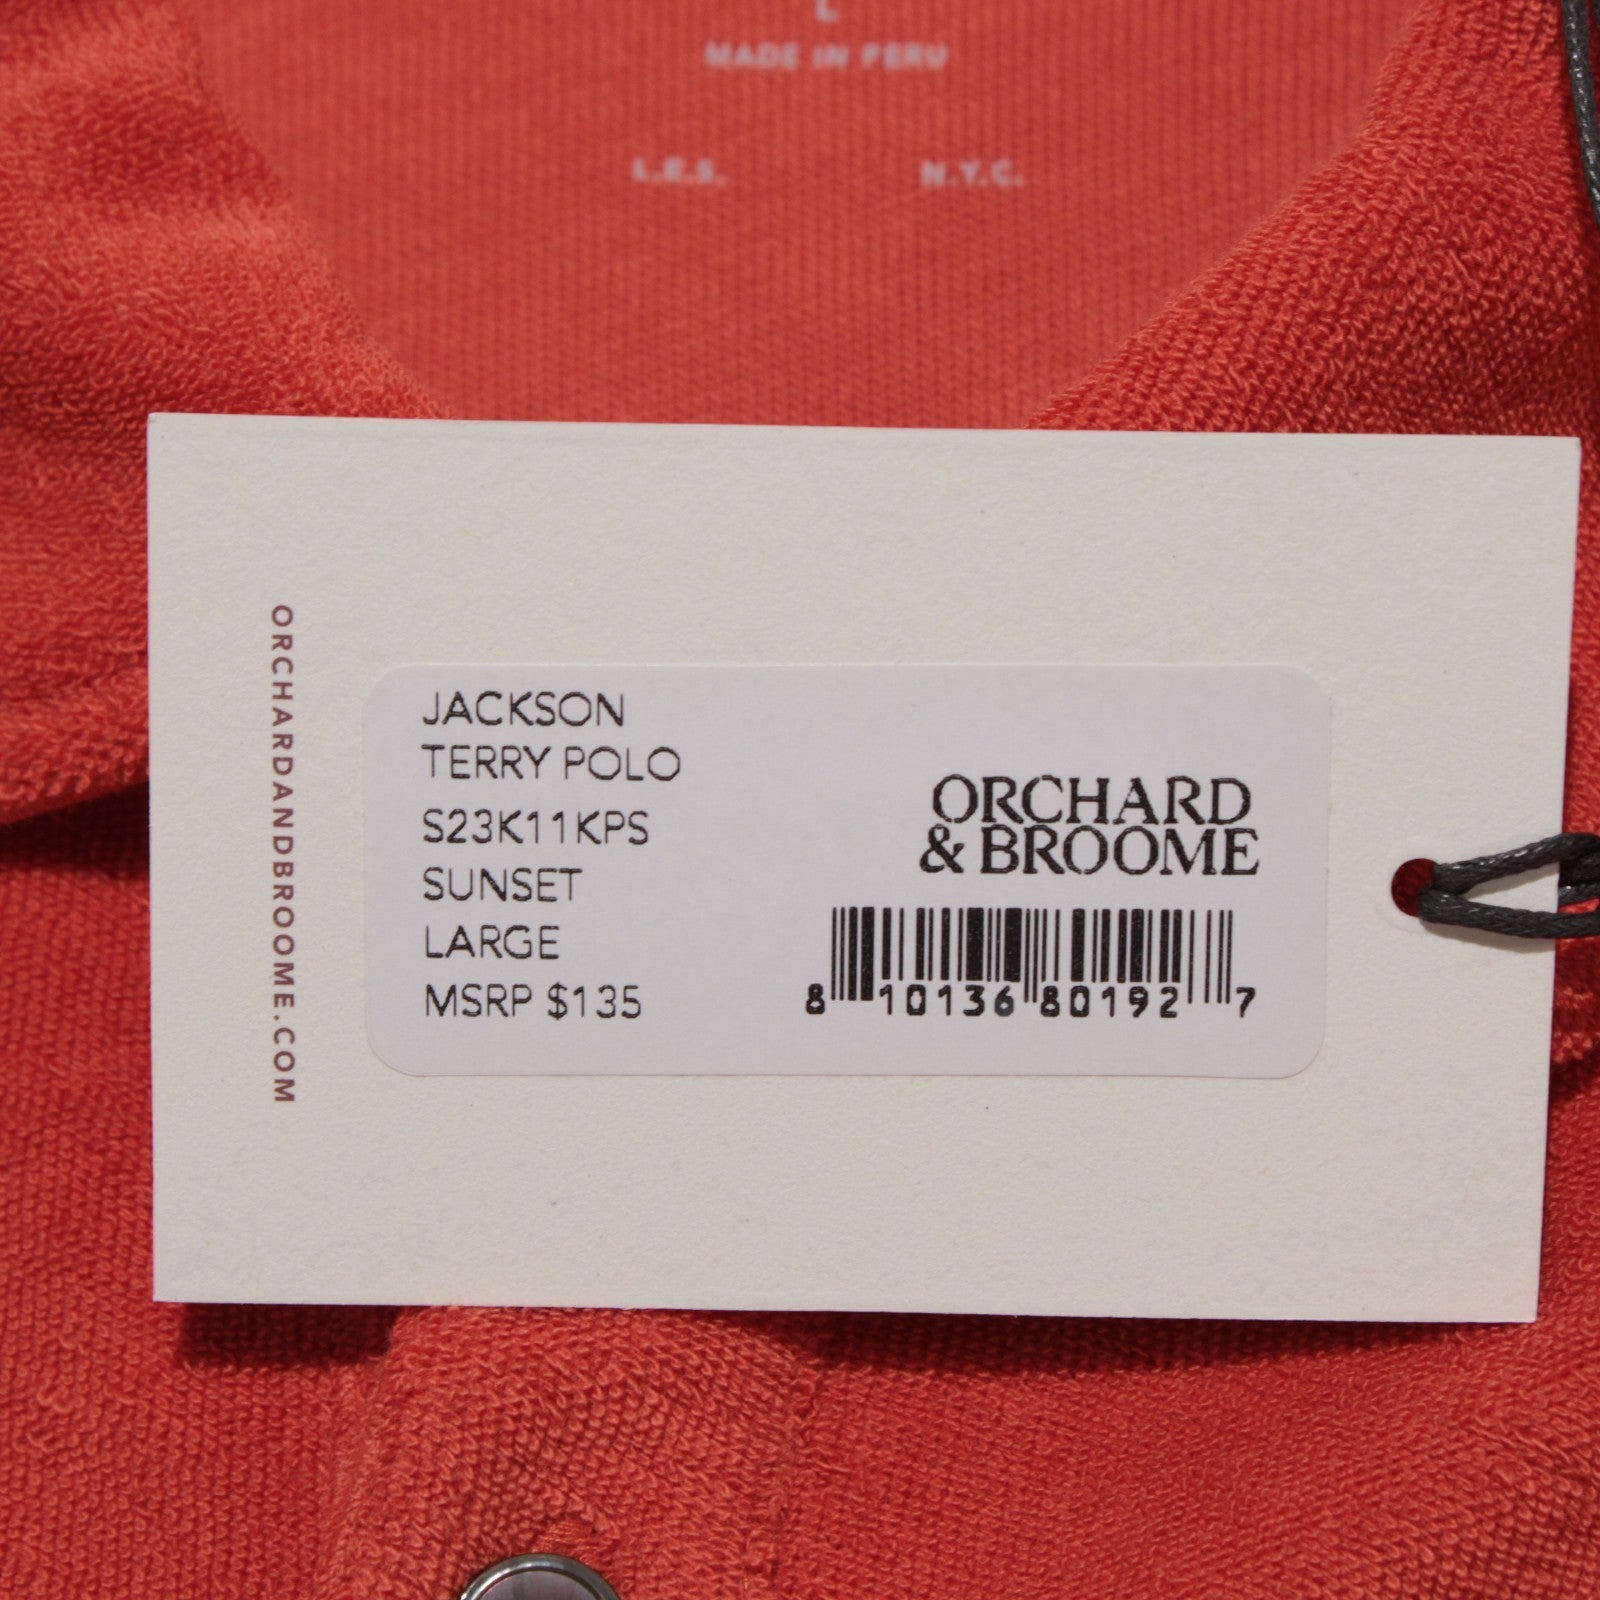 L
MADE IN PERU
L.E.S. N.Y.C.
ORCHARDANDBROOME.COM
JACKSON
TERRY POLO
S23K11KPS
SUNSET
LARGE
MSRP $135
ORCHARD
& BROOME
8 10136 80192 7